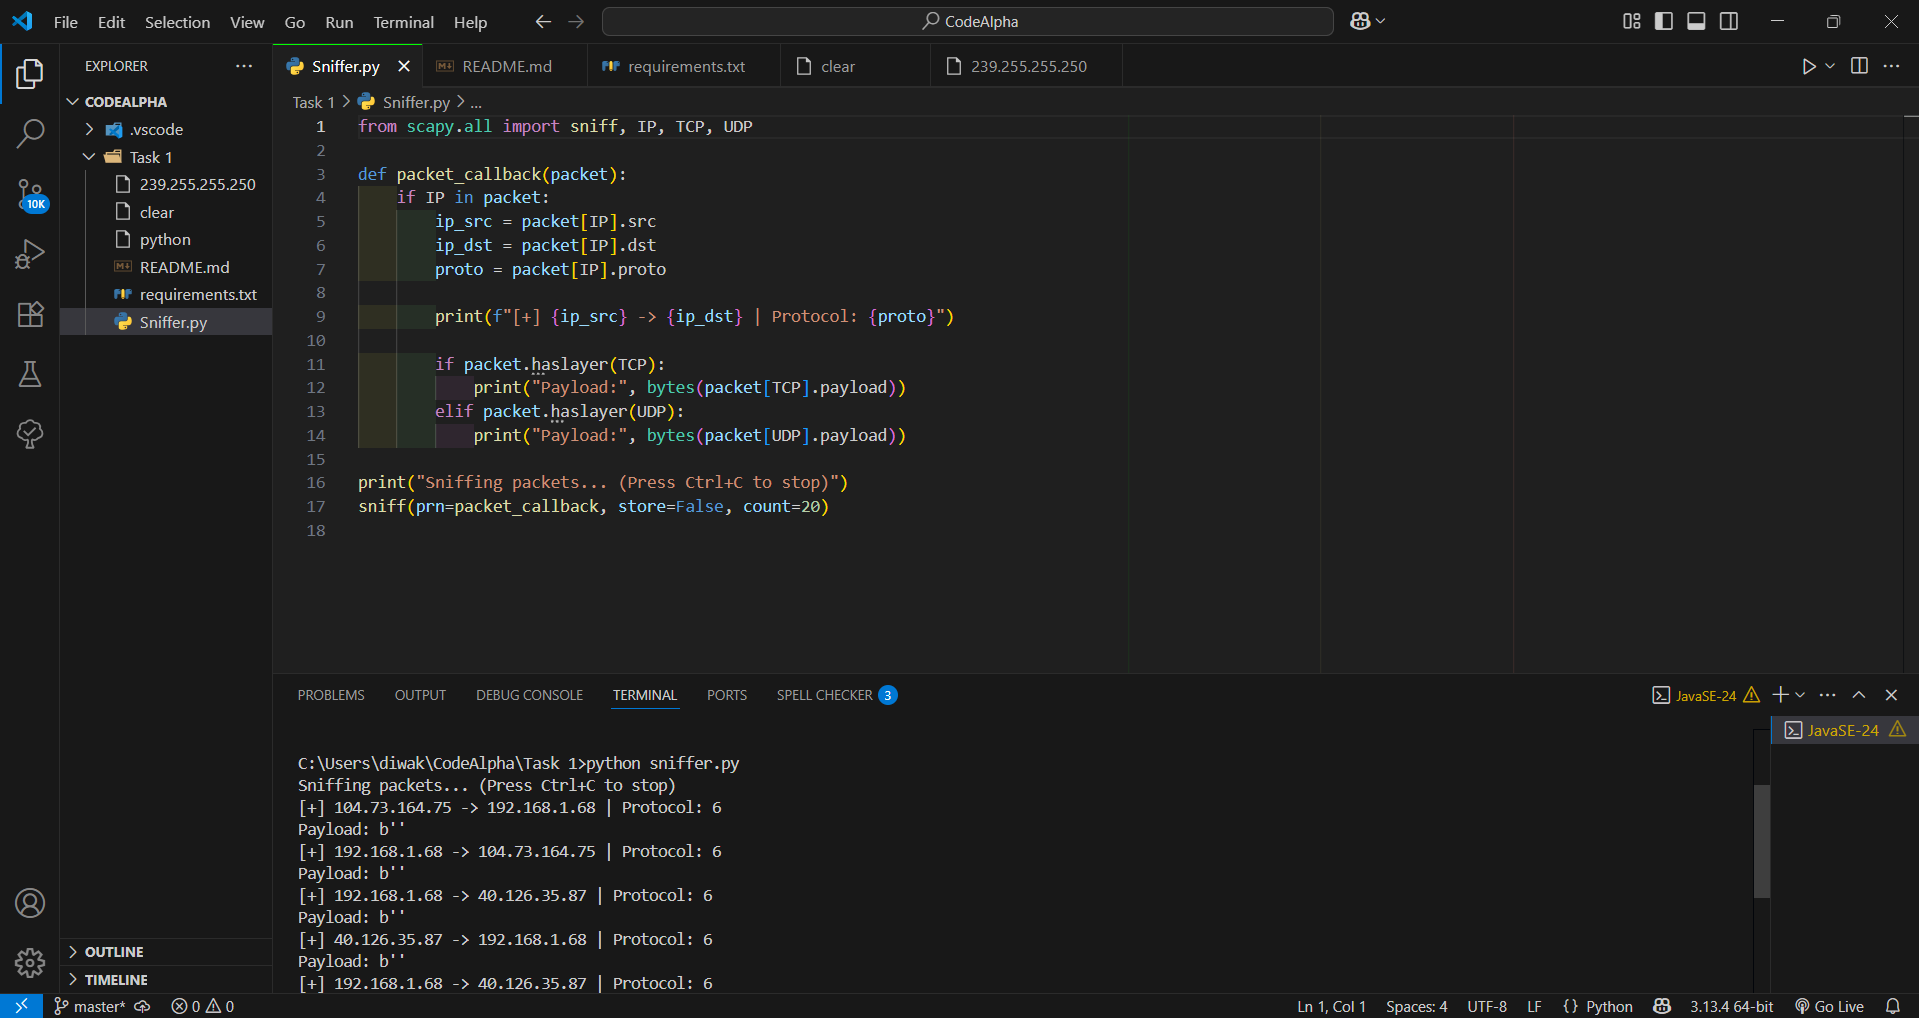 File Edit Selection View Go Run Terminal Help
CodeAlpha
EXPLORER
CODEALPHA
.vscode
Task 1
239.255.255.250
clear
python
README.md
requirements.txt
Sniffer.py
10K
OUTLINE
TIMELINE
Sniffer.py README.md requirements.txt clear 239.255.255.250
Task 1 > Sniffer.py > ...
1 from scapy.all import sniff, IP, TCP, UDP
2
3 def packet_callback(packet):
4     if IP in packet:
5         ip_src = packet[IP].src
6         ip_dst = packet[IP].dst
7         proto = packet[IP].proto
8
9         print(f"[+] {ip_src} -> {ip_dst} | Protocol: {proto}")
10
11         if packet.haslayer(TCP):
12             print("Payload:", bytes(packet[TCP].payload))
13         elif packet.haslayer(UDP):
14             print("Payload:", bytes(packet[UDP].payload))
15
16 print("Sniffing packets... (Press Ctrl+C to stop)")
17 sniff(prn=packet_callback, store=False, count=20)
18
PROBLEMS OUTPUT DEBUG CONSOLE TERMINAL PORTS SPELL CHECKER 3
JavaSE-24
JavaSE-24
C:\Users\diwak\CodeAlpha\Task 1>python sniffer.py
Sniffing packets... (Press Ctrl+C to stop)
[+] 104.73.164.75 -> 192.168.1.68 | Protocol: 6
Payload: b''
[+] 192.168.1.68 -> 104.73.164.75 | Protocol: 6
Payload: b''
[+] 192.168.1.68 -> 40.126.35.87 | Protocol: 6
Payload: b''
[+] 40.126.35.87 -> 192.168.1.68 | Protocol: 6
Payload: b''
[+] 192.168.1.68 -> 40.126.35.87 | Protocol: 6
master* 0 0 Ln 1, Col 1 Spaces: 4 UTF-8 LF {} Python 3.13.4 64-bit Go Live